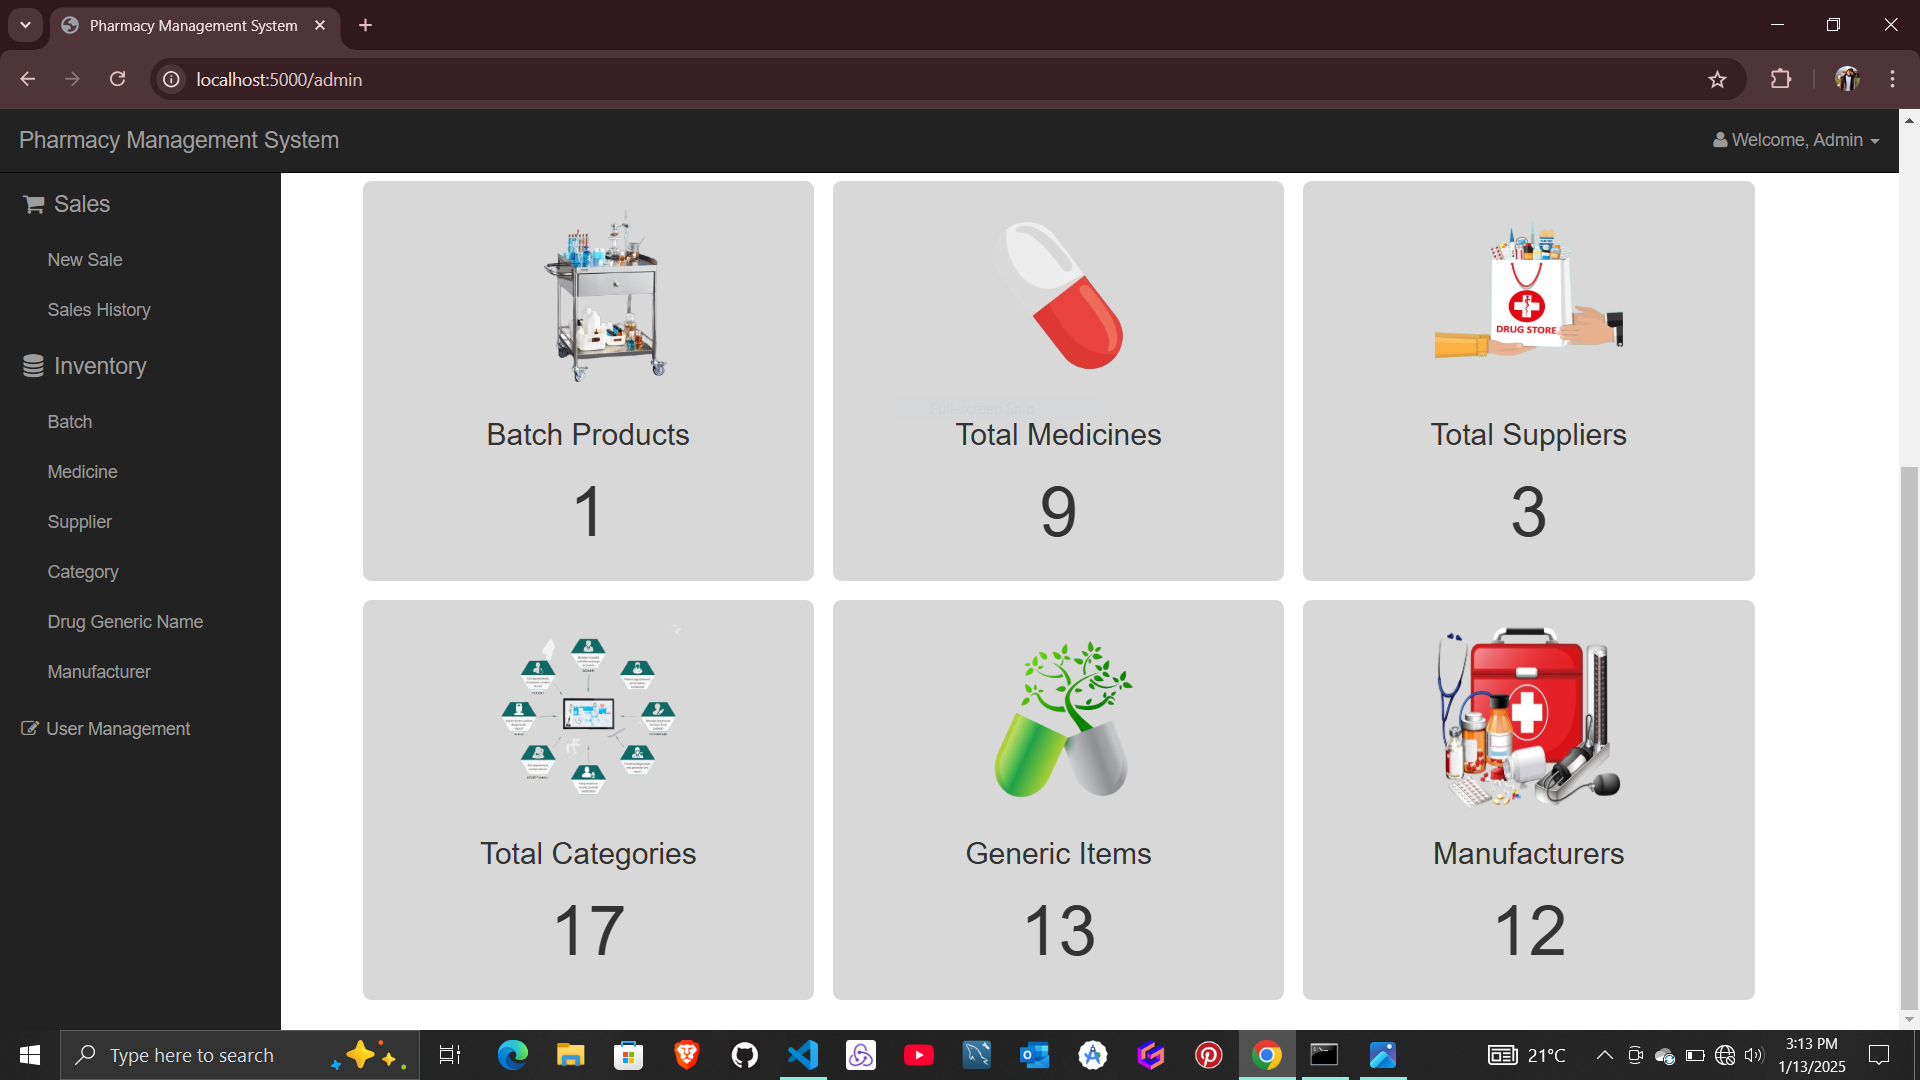 Pharmacy Management System
localhost:5000/admin
Pharmacy Management System
Welcome, Admin
Sales
New Sale
Sales History
Inventory
Batch
Medicine
Supplier
Category
Drug Generic Name
Manufacturer
User Management
Batch Products
1
Full-screen Snip
Total Medicines
9
DRUG STORE
Total Suppliers
3
Total Categories
17
Generic Items
13
Manufacturers
12
Type here to search
21°C
3:13 PM
1/13/2025